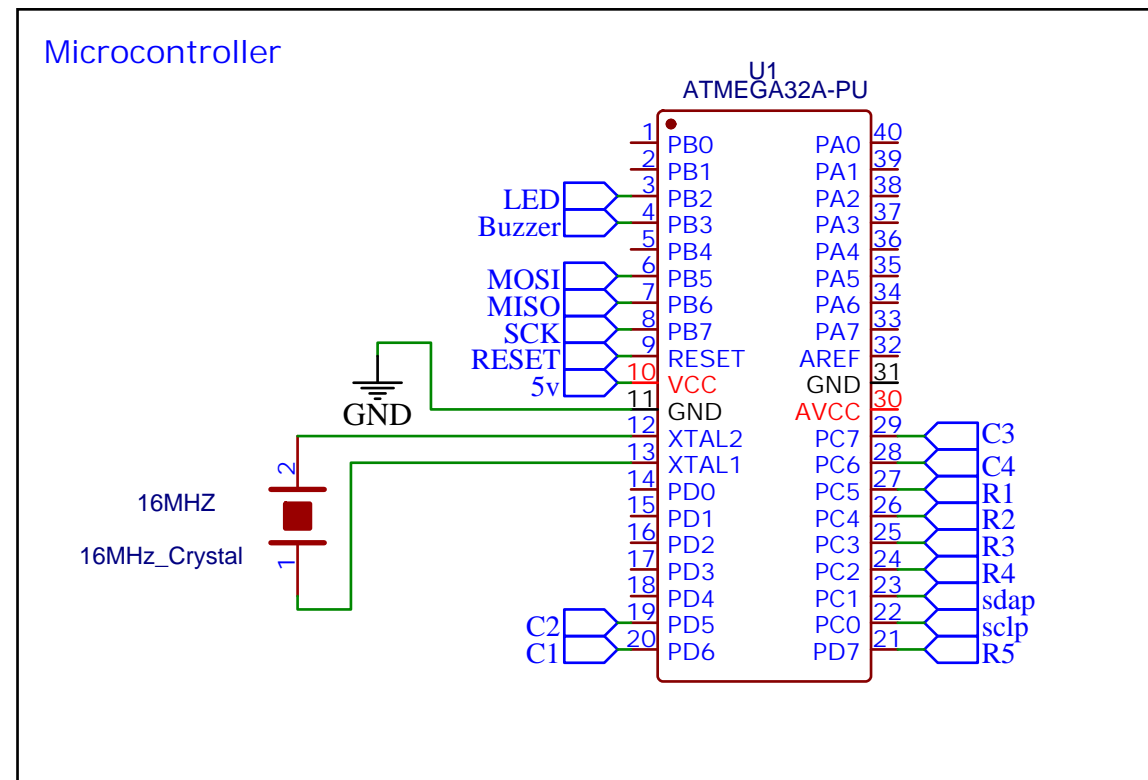 Microcontroller
U1
ATMEGA32A-PU
1 PB0 PA0 40
2 PB1 PA1 39
LED 3 PB2 PA2 38
Buzzer 4 PB3 PA3 37
5 PB4 PA4 36
MOSI 6 PB5 PA5 35
MISO 7 PB6 PA6 34
SCK 8 PB7 PA7 33
RESET 9 RESET AREF 32
5v 10 VCC GND 31
GND 11 GND AVCC 30
12 XTAL2 PC7 29 C3
2 13 XTAL1 PC6 28 C4
14 PD0 PC5 27 R1
16MHZ 15 PD1 PC4 26 R2
16MHz_Crystal 16 PD2 PC3 25 R3
1 17 PD3 PC2 24 R4
18 PD4 PC1 23 sdap
C2 19 PD5 PC0 22 sclp
C1 20 PD6 PD7 21 R5